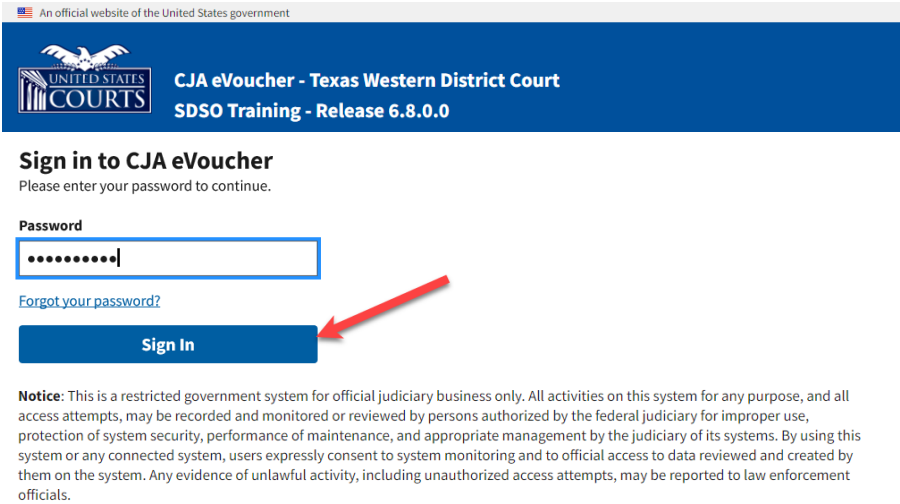 An official website of the United States government
UNITED STATES
COURTS
CJA eVoucher - Texas Western District Court
SDSO Training - Release 6.8.0.0
Sign in to CJA eVoucher
Please enter your password to continue.
Password
••••••••••
Forgot your password?
Sign In
Notice: This is a restricted government system for official judiciary business only. All activities on this system for any purpose, and all
access attempts, may be recorded and monitored or reviewed by persons authorized by the federal judiciary for improper use,
protection of system security, performance of maintenance, and appropriate management by the judiciary of its systems. By using this
system or any connected system, users expressly consent to system monitoring and to official access to data reviewed and created by
them on the system. Any evidence of unlawful activity, including unauthorized access attempts, may be reported to law enforcement
officials.